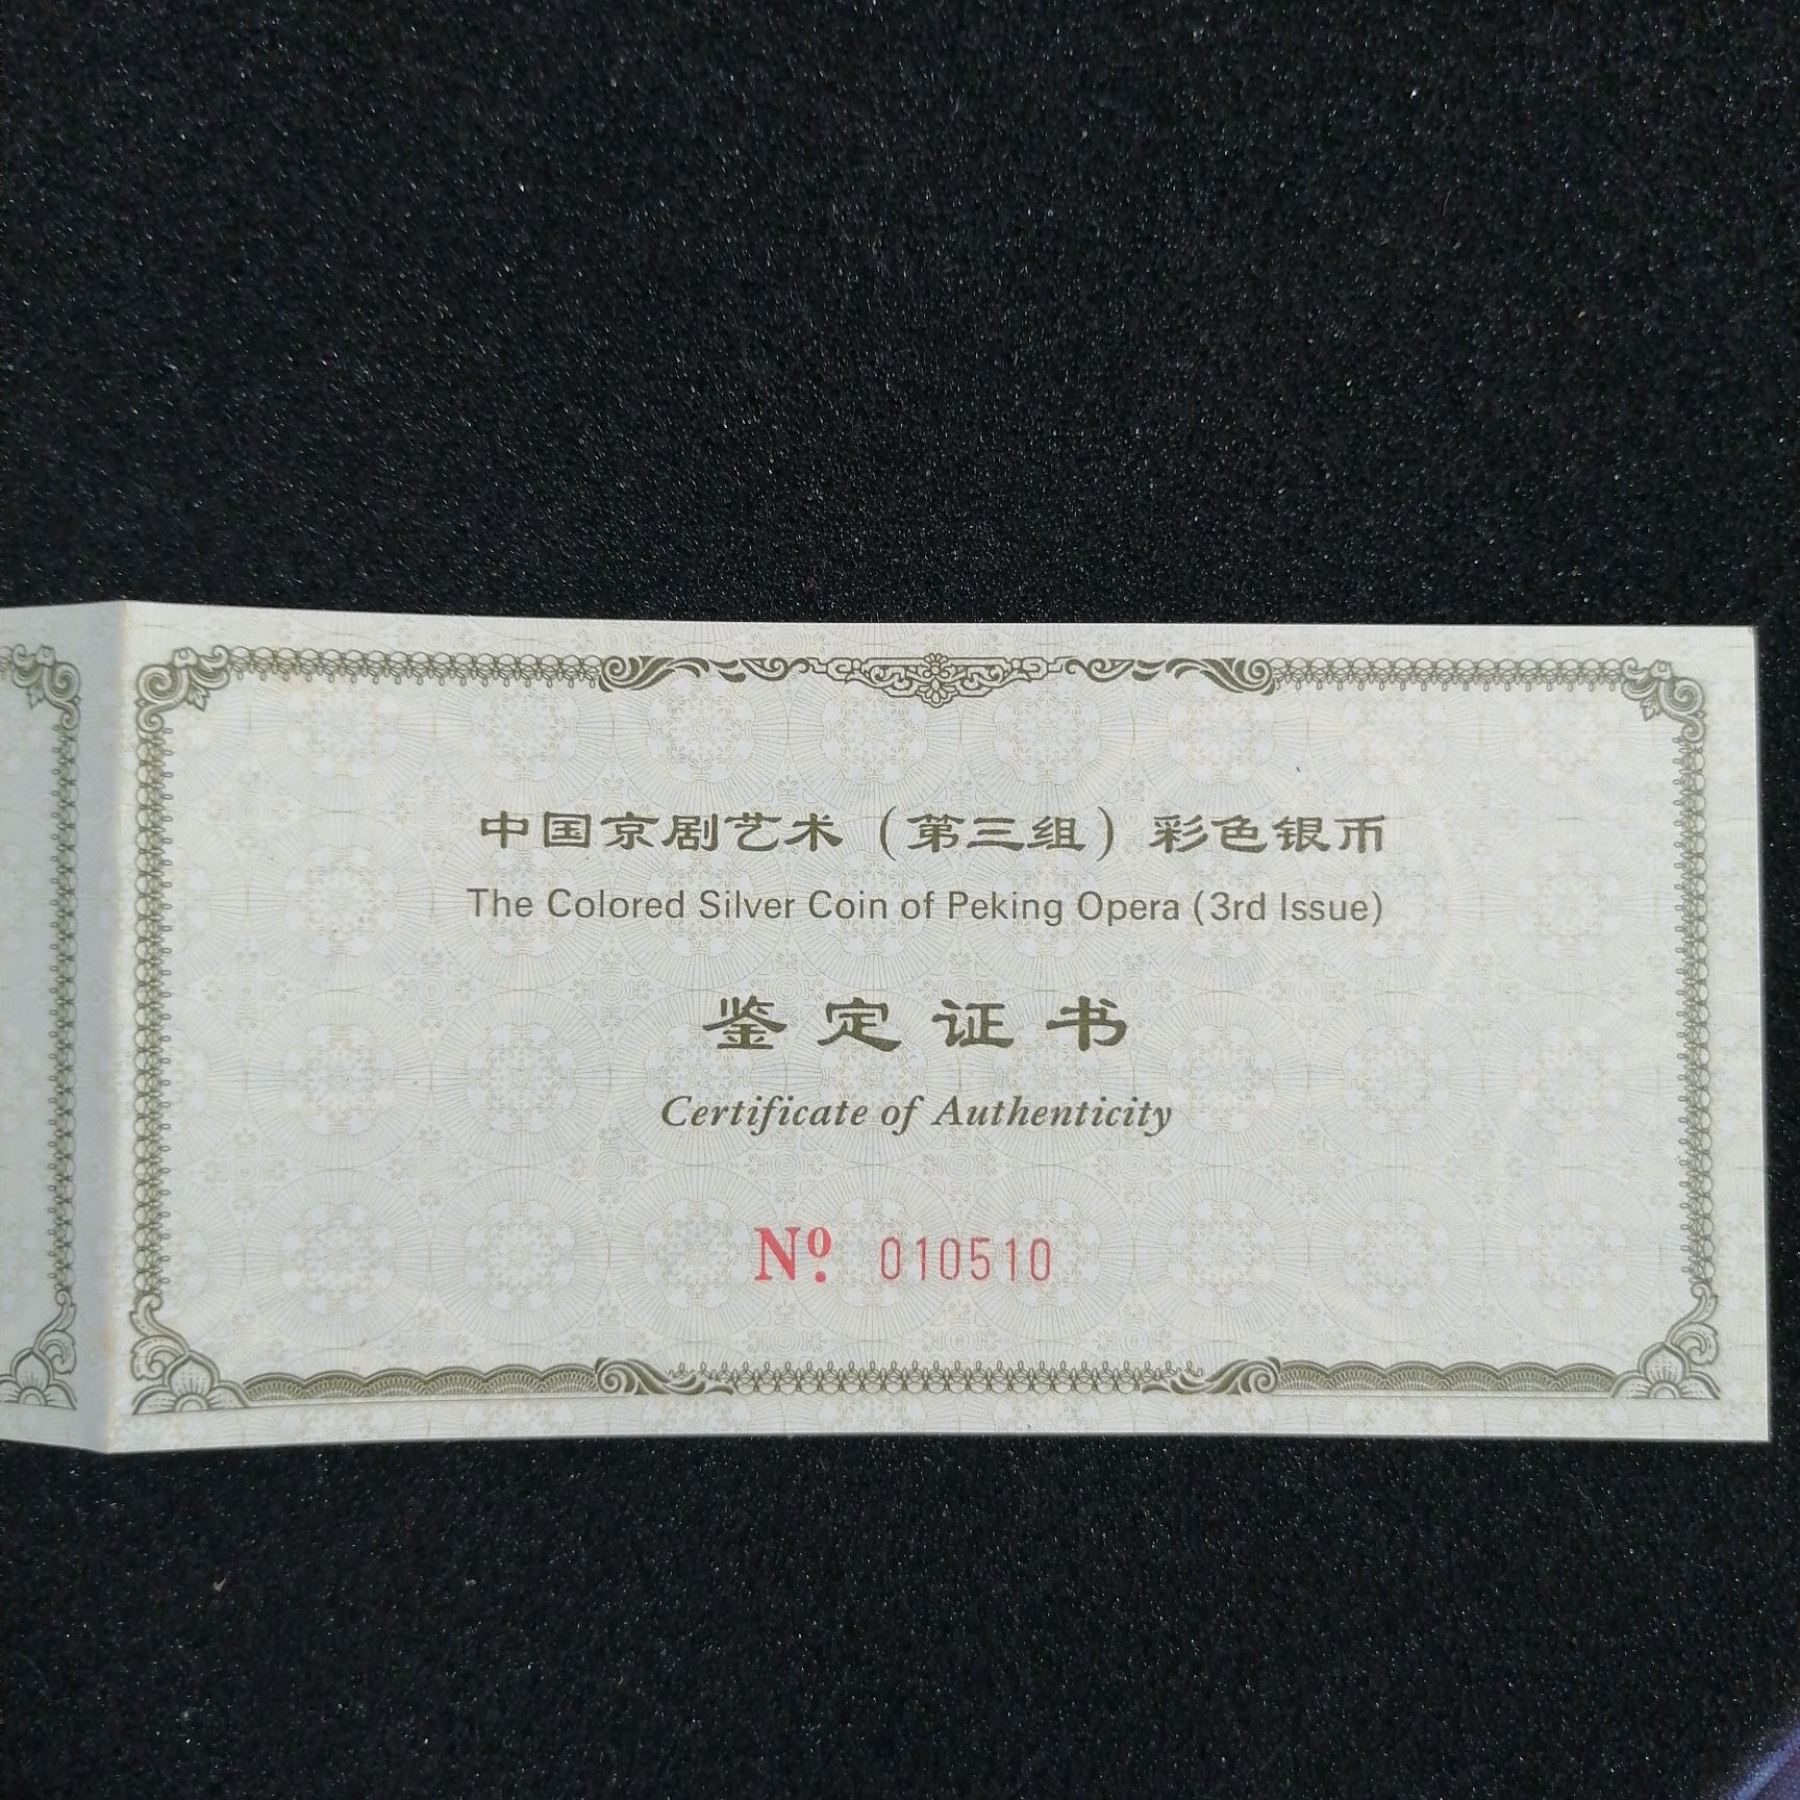 中国京剧艺术（第三组）彩色银币
The Colored Silver Coin of Peking Opera (3rd Issue)
鉴定证书
Certificate of Authenticity
Nº. 010510